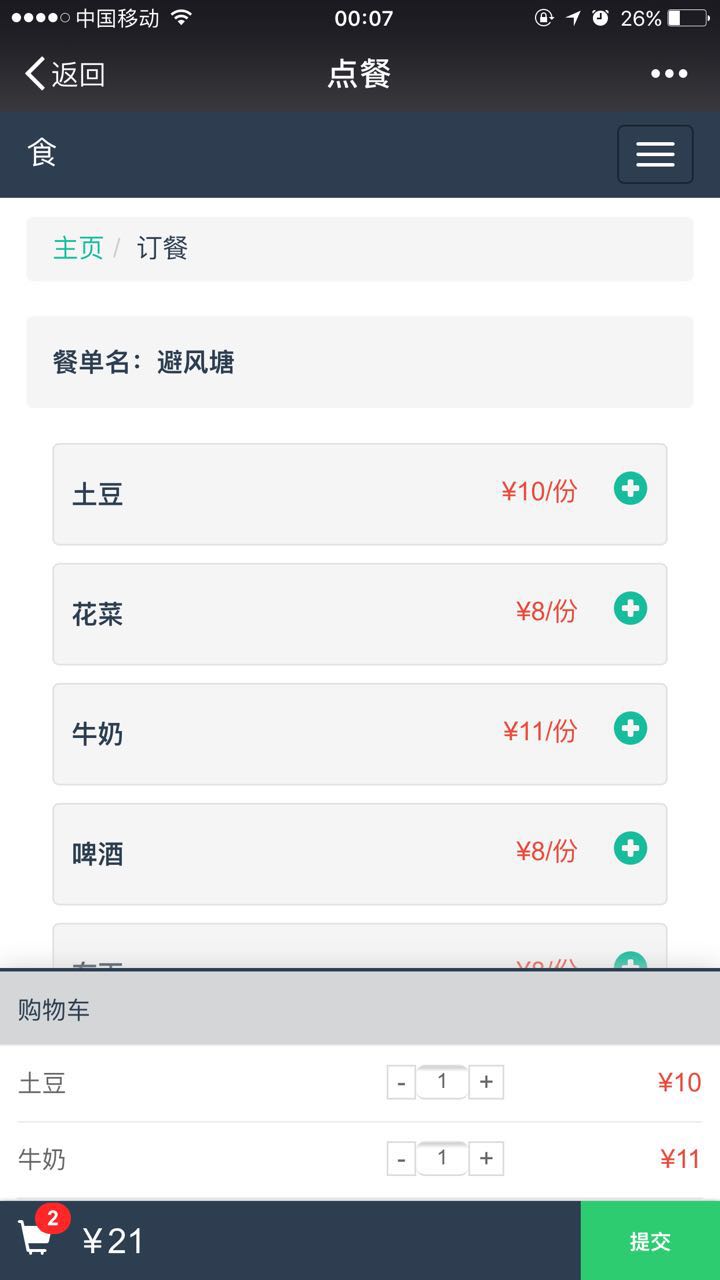 中国移动 00:07 26%
返回 点餐
食
主页 / 订餐
餐单名：避风塘
土豆 ¥10/份
花菜 ¥8/份
牛奶 ¥11/份
啤酒 ¥8/份
¥8/份
购物车
土豆 - 1 + ¥10
牛奶 - 1 + ¥11
2 ¥21 提交